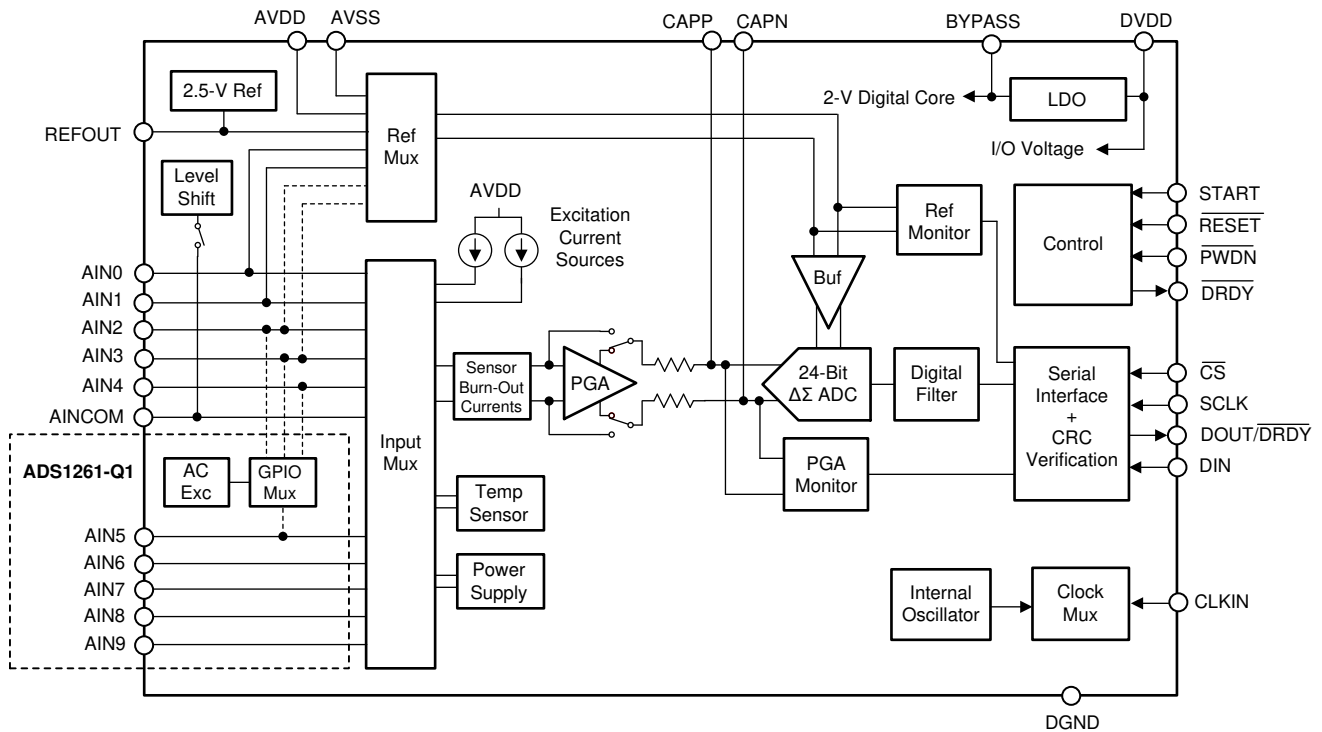 AVDD
AVSS
CAPP
CAPN
BYPASS
DVDD
2.5-V Ref
REFOUT
Ref
Mux
2-V Digital Core
LDO
I/O Voltage
Level
Shift
AVDD
Excitation
Current
Sources
Ref
Monitor
Control
START
RESET
PWDN
DRDY
Buf
AIN0
AIN1
AIN2
AIN3
AIN4
AINCOM
Input
Mux
Sensor
Burn-Out
Currents
PGA
24-Bit
ΔΣ ADC
Digital
Filter
Serial
Interface
+
CRC
Verification
CS
SCLK
DOUT/DRDY
DIN
PGA
Monitor
ADS1261-Q1
AC
Exc
GPIO
Mux
Temp
Sensor
Power
Supply
AIN5
AIN6
AIN7
AIN8
AIN9
Internal
Oscillator
Clock
Mux
CLKIN
DGND